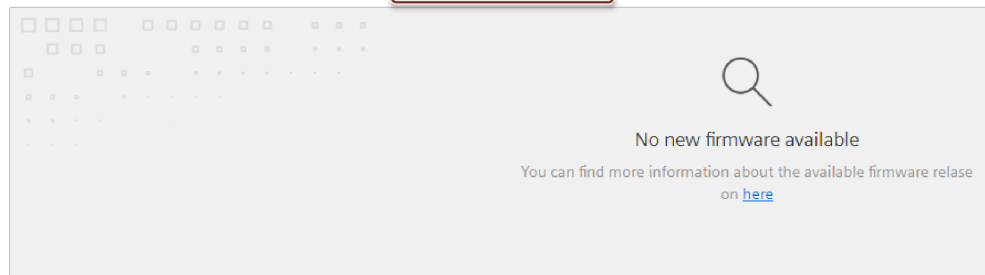 No new firmware available
You can find more information about the available firmware relase
on here